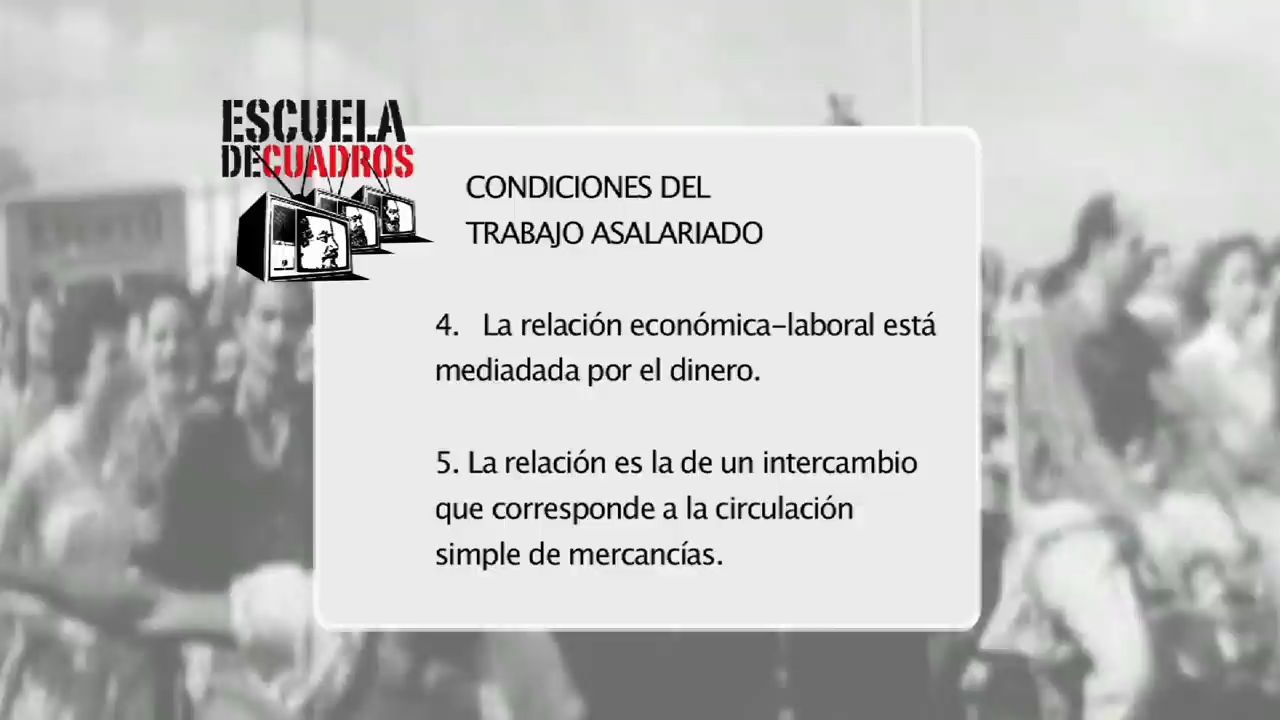 ESCUELA
DECUADROS
CONDICIONES DEL
TRABAJO ASALARIADO
4. La relación económica-laboral está
mediadada por el dinero.
5. La relación es la de un intercambio
que corresponde a la circulación
simple de mercancías.